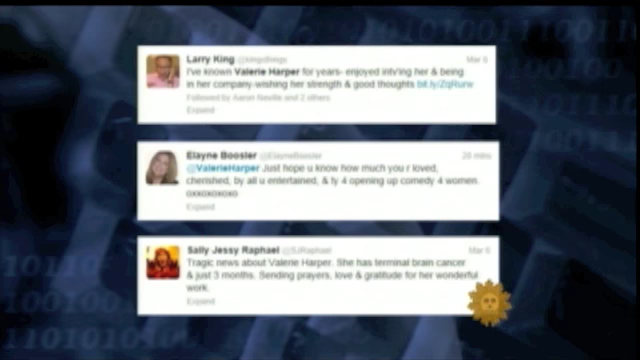 Larry King @kingsthings Mar 6
I've known Valerie Harper for years- enjoyed intv'ing her & being
in her company-wishing her strength & good thoughts bit.ly/ZqRurw
Followed by Aaron Neville and 2 others
Expand
Elayne Boosler @ElayneBoosler 28 mins
@ValerieHarper Just hope u know how much you r loved,
cherished, by all u entertained, & ty 4 opening up comedy 4 women.
oxoxoxoxo
Expand
Sally Jessy Raphael @SJRaphael Mar 6
Tragic news about Valerie Harper. She has terminal brain cancer
& just 3 months. Sending prayers, love & gratitude for her wonderful
work.
Expand